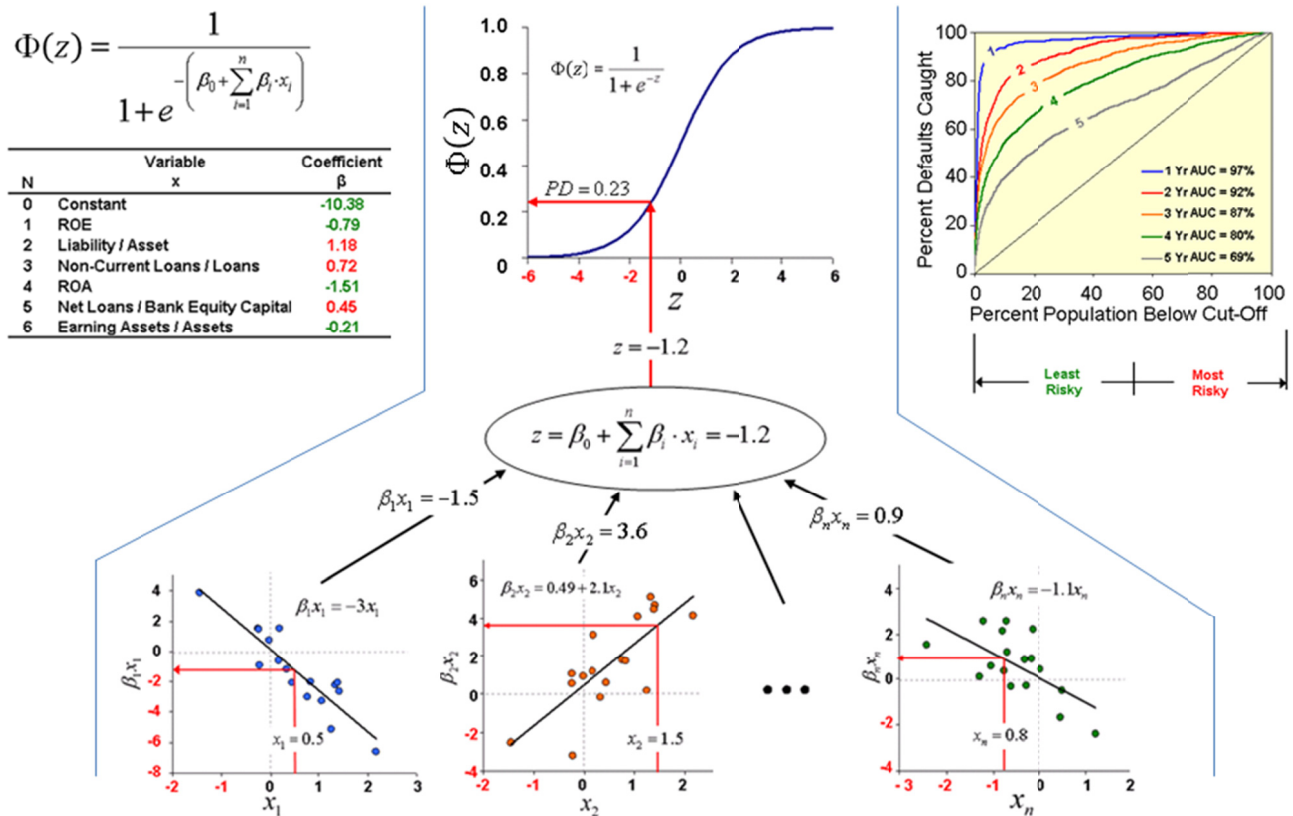 Φ(z) = 1 / (1 + e^-(β0 + ∑_{i=1}^{n} βi · xi))
N Variable x Coefficient β
0 Constant -10.38
1 ROE -0.79
2 Liability / Asset 1.18
3 Non-Current Loans / Loans 0.72
4 ROA -1.51
5 Net Loans / Bank Equity Capital 0.45
6 Earning Assets / Assets -0.21
Φ(z)
1.0
0.8
0.6
0.4
0.2
0
Φ(z) = 1 / (1 + e^-z)
PD = 0.23
-6 -4 -2 0 2 4 6
z
z = −1.2
Percent Defaults Caught
100
80
60
40
20
0
1
2
3
4
5
1 Yr AUC = 97%
2 Yr AUC = 92%
3 Yr AUC = 87%
4 Yr AUC = 80%
5 Yr AUC = 69%
0 20 40 60 80 100
Percent Population Below Cut-Off
Least Risky
Most Risky
z = β0 + ∑_{i=1}^{n} βi · xi = −1.2
β1x1 = −1.5
β2x2 = 3.6
βnxn = 0.9
β1x1
4
2
0
-2
-4
-6
-8
β1x1 = −3x1
x1 = 0.5
-2 -1 0 1 2 3
x1
β2x2
6
4
2
0
-2
-4
β2x2 = 0.49 + 2.1x2
x2 = 1.5
-2 -1 0 1 2
x2
• • •
βnxn
4
2
0
-2
-4
βnxn = −1.1xn
xn = 0.8
-3 -2 -1 0 1 2
xn